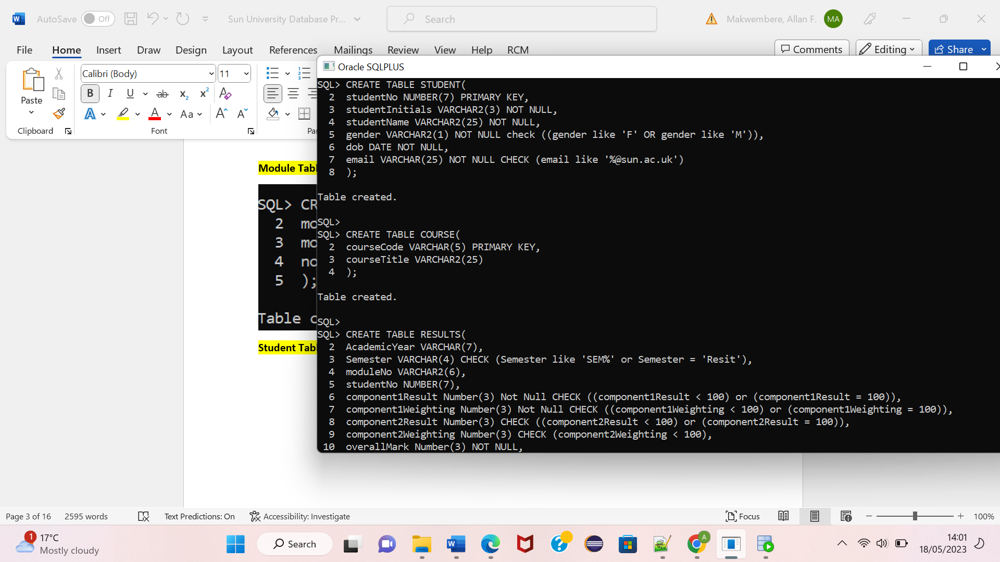 AutoSave Off
Sun University Database Pr...
Search
Makwembere, Allan F.
MA
File Home Insert Draw Design Layout References Mailings Review View Help RCM
Comments Editing Share
Paste
Calibri (Body) 11
B I U ab x2 x2 A
A A Aa A A
Clipboard
Font
Module Tabl
SQL> CR
2 mo
3 mo
4 no
5 );
Table c
Student Tabl
Oracle SQLPLUS
SQL> CREATE TABLE STUDENT(
2 studentNo NUMBER(7) PRIMARY KEY,
3 studentInitials VARCHAR2(3) NOT NULL,
4 studentName VARCHAR2(25) NOT NULL,
5 gender VARCHAR2(1) NOT NULL check ((gender like 'F' OR gender like 'M')),
6 dob DATE NOT NULL,
7 email VARCHAR(25) NOT NULL CHECK (email like '%@sun.ac.uk')
8 );
Table created.
SQL>
SQL> CREATE TABLE COURSE(
2 courseCode VARCHAR(5) PRIMARY KEY,
3 courseTitle VARCHAR2(25)
4 );
Table created.
SQL>
SQL> CREATE TABLE RESULTS(
2 AcademicYear VARCHAR(7),
3 Semester VARCHAR(4) CHECK (Semester like 'SEM%' or Semester = 'Resit'),
4 moduleNo VARCHAR2(6),
5 studentNo NUMBER(7),
6 component1Result Number(3) Not Null CHECK ((component1Result < 100) or (component1Result = 100)),
7 component1Weighting Number(3) Not Null CHECK ((component1Weighting < 100) or (component1Weighting = 100)),
8 component2Result Number(3) CHECK ((component2Result < 100) or (component2Result = 100)),
9 component2Weighting Number(3) CHECK (component2Weighting < 100),
10 overallMark Number(3) NOT NULL,
Page 3 of 16 2595 words Text Predictions: On Accessibility: Investigate Focus 100%
1
17°C
Mostly cloudy
Search
14:01
18/05/2023